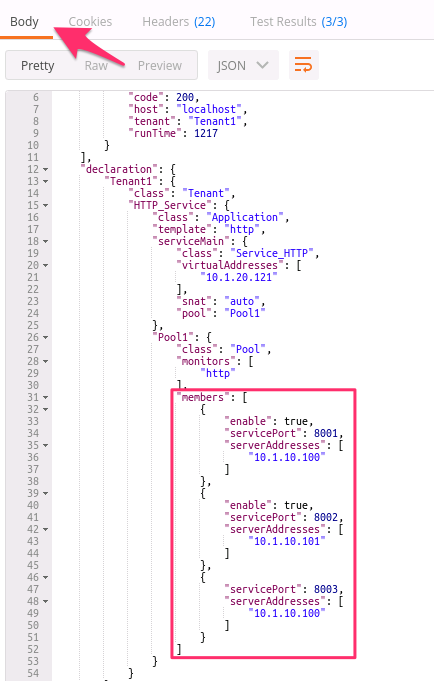 Body Cookies Headers (22) Test Results (3/3)
Pretty Raw Preview JSON
6 "code": 200,
7 "host": "localhost",
8 "tenant": "Tenant1",
9 "runTime": 1217
10 }
11 ],
12 "declaration": {
13 "Tenant1": {
14 "class": "Tenant",
15 "HTTP_Service": {
16 "class": "Application",
17 "template": "http",
18 "serviceMain": {
19 "class": "Service_HTTP",
20 "virtualAddresses": [
21 "10.1.20.121"
22 ],
23 "snat": "auto",
24 "pool": "Pool1"
25 },
26 "Pool1": {
27 "class": "Pool",
28 "monitors": [
29 "http"
30 ],
31 "members": [
32 {
33 "enable": true,
34 "servicePort": 8001,
35 "serverAddresses": [
36 "10.1.10.100"
37 ]
38 },
39 {
40 "enable": true,
41 "servicePort": 8002,
42 "serverAddresses": [
43 "10.1.10.101"
44 ]
45 },
46 {
47 "servicePort": 8003,
48 "serverAddresses": [
49 "10.1.10.100"
50 ]
51 }
52 ]
53 }
54 }